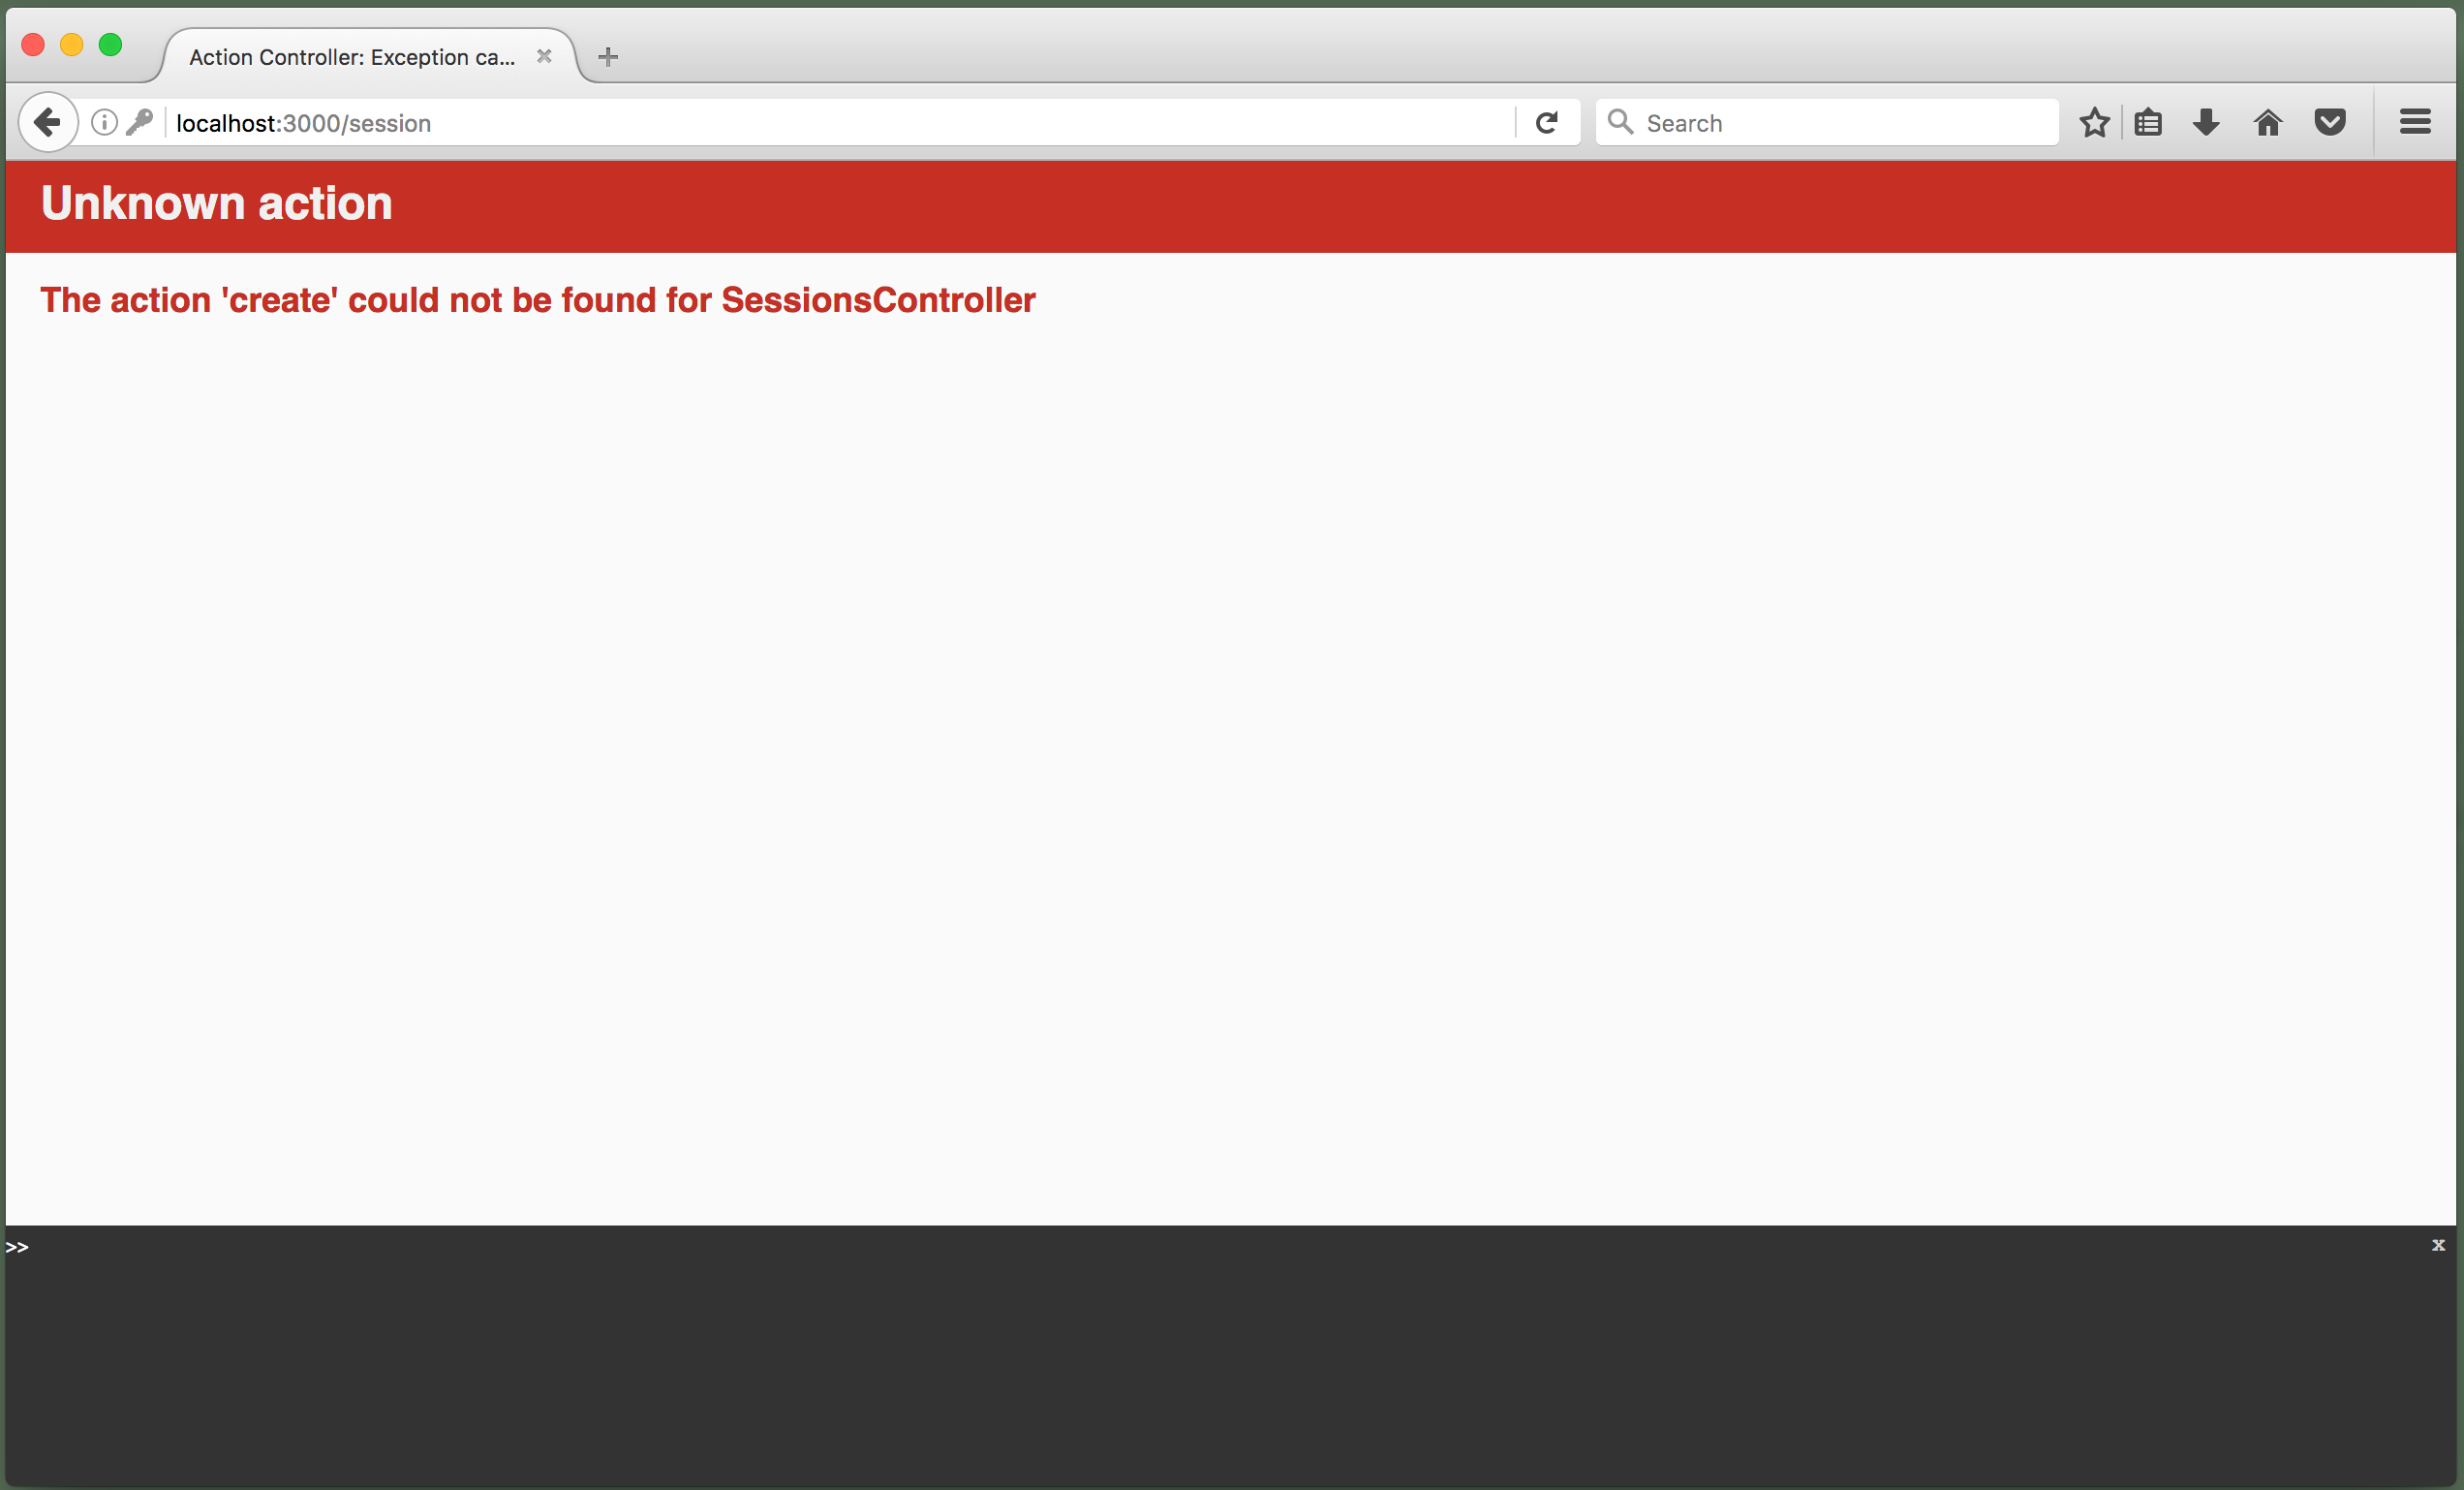 Action Controller: Exception ca...
localhost:3000/session
Search
Unknown action
The action 'create' could not be found for SessionsController
>>
x